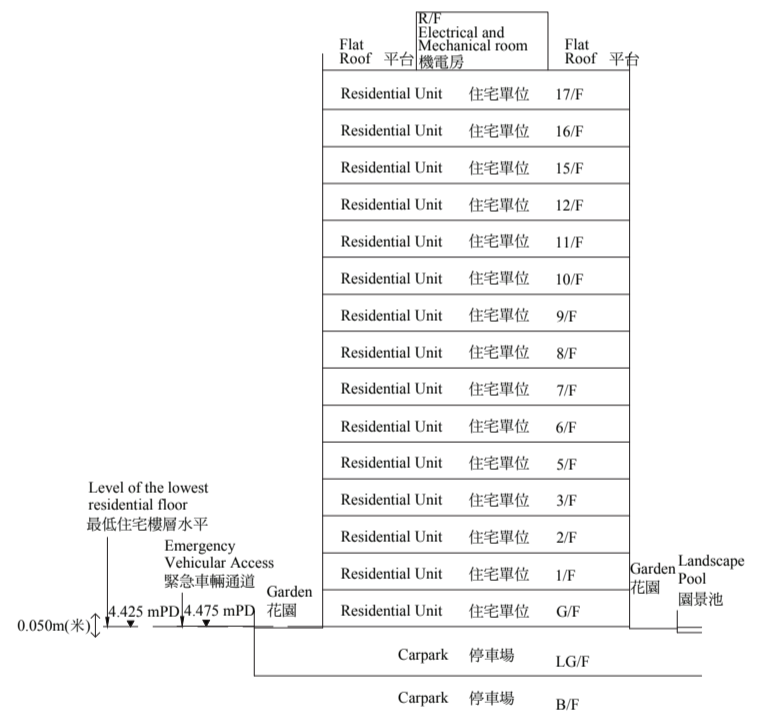 R/F
Electrical and
Mechanical room
機電房
Flat
Roof 平台
Flat
Roof 平台
Residential Unit 住宅單位 17/F
Residential Unit 住宅單位 16/F
Residential Unit 住宅單位 15/F
Residential Unit 住宅單位 12/F
Residential Unit 住宅單位 11/F
Residential Unit 住宅單位 10/F
Residential Unit 住宅單位 9/F
Residential Unit 住宅單位 8/F
Residential Unit 住宅單位 7/F
Residential Unit 住宅單位 6/F
Residential Unit 住宅單位 5/F
Residential Unit 住宅單位 3/F
Residential Unit 住宅單位 2/F
Residential Unit 住宅單位 1/F
Residential Unit 住宅單位 G/F
Level of the lowest
residential floor
最低住宅樓層水平
Emergency
Vehicular Access
緊急車輛通道
Garden
花園
0.050m(米)
4.425 mPD
4.475 mPD
Garden
花園
Landscape
Pool
園景池
Carpark 停車場 LG/F
Carpark 停車場 B/F